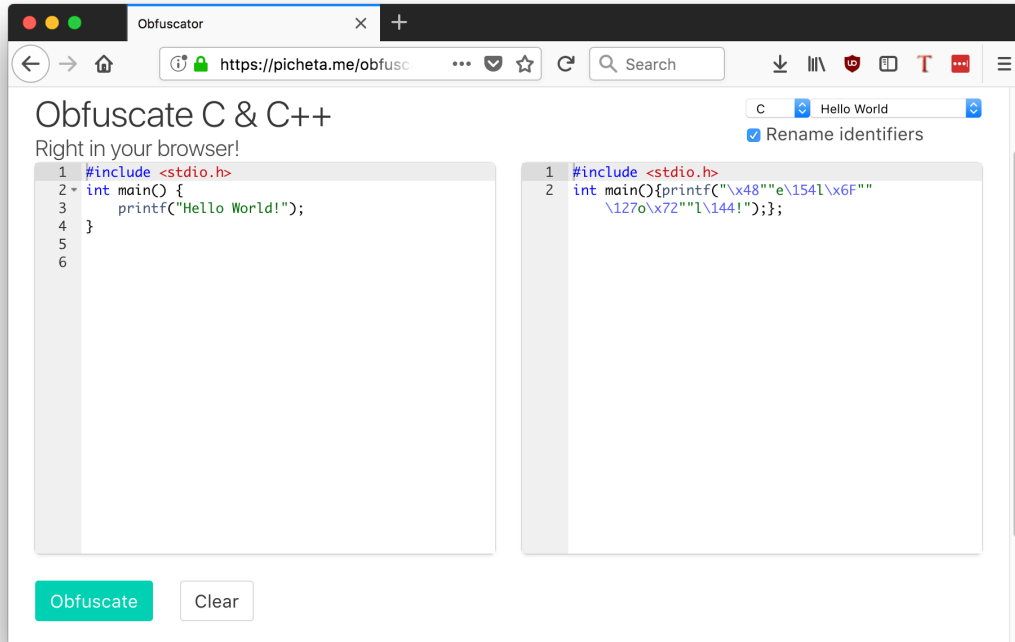 Obfuscator
https://picheta.me/obfusc
Search
Obfuscate C & C++
Right in your browser!
C
Hello World
Rename identifiers
1 #include <stdio.h>
2 int main() {
3 printf("Hello World!");
4 }
5
6
1 #include <stdio.h>
2 int main(){printf("\x48""e\154l\x6F""
\127o\x72""l\144!");};
Obfuscate
Clear